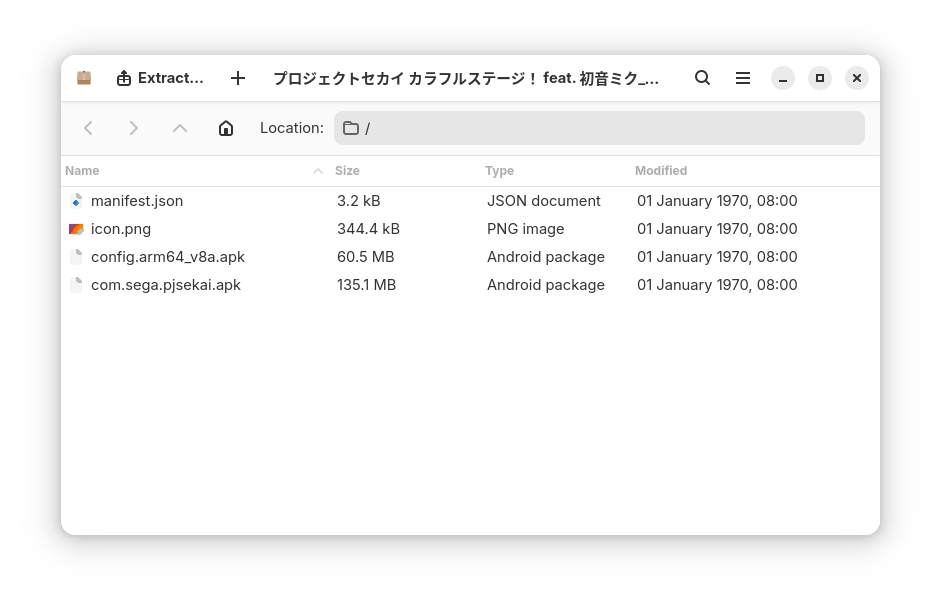 Extract… プロジェクトセカイ カラフルステージ！ feat. 初音ミク_…
Location: /
Name Size Type Modified
manifest.json 3.2 kB JSON document 01 January 1970, 08:00
icon.png 344.4 kB PNG image 01 January 1970, 08:00
config.arm64_v8a.apk 60.5 MB Android package 01 January 1970, 08:00
com.sega.pjsekai.apk 135.1 MB Android package 01 January 1970, 08:00